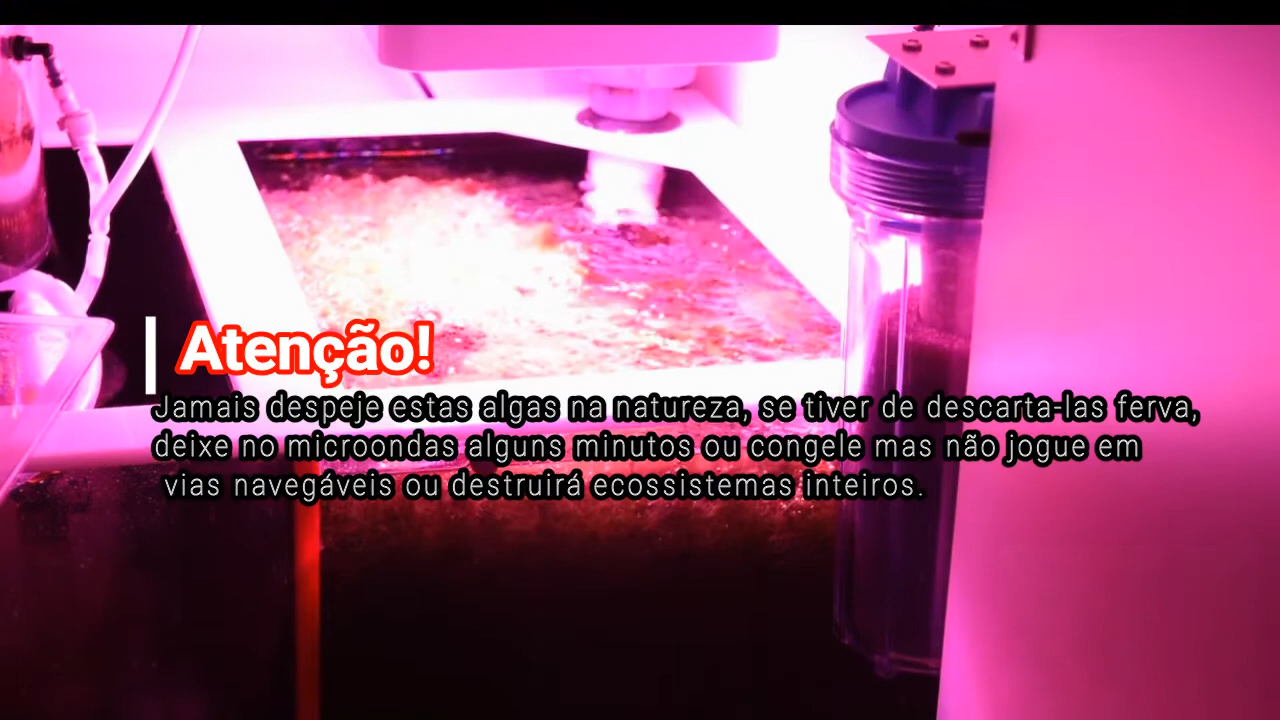 Atenção!
Jamais despeje estas algas na natureza, se tiver de descarta-las ferva,
deixe no microondas alguns minutos ou congele mas não jogue em
vias navegáveis ou destruirá ecossistemas inteiros.